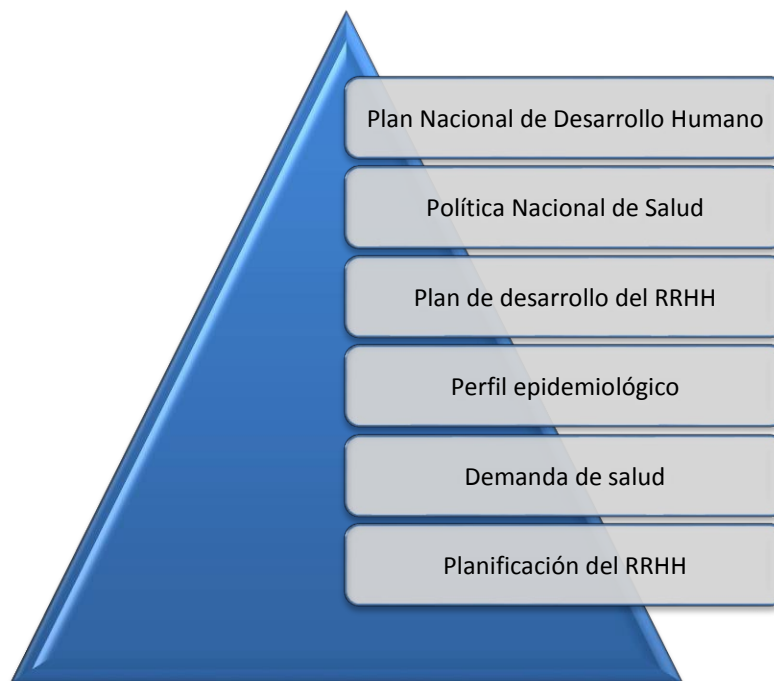 Plan Nacional de Desarrollo Humano
Política Nacional de Salud
Plan de desarrollo del RRHH
Perfil epidemiológico
Demanda de salud
Planificación del RRHH